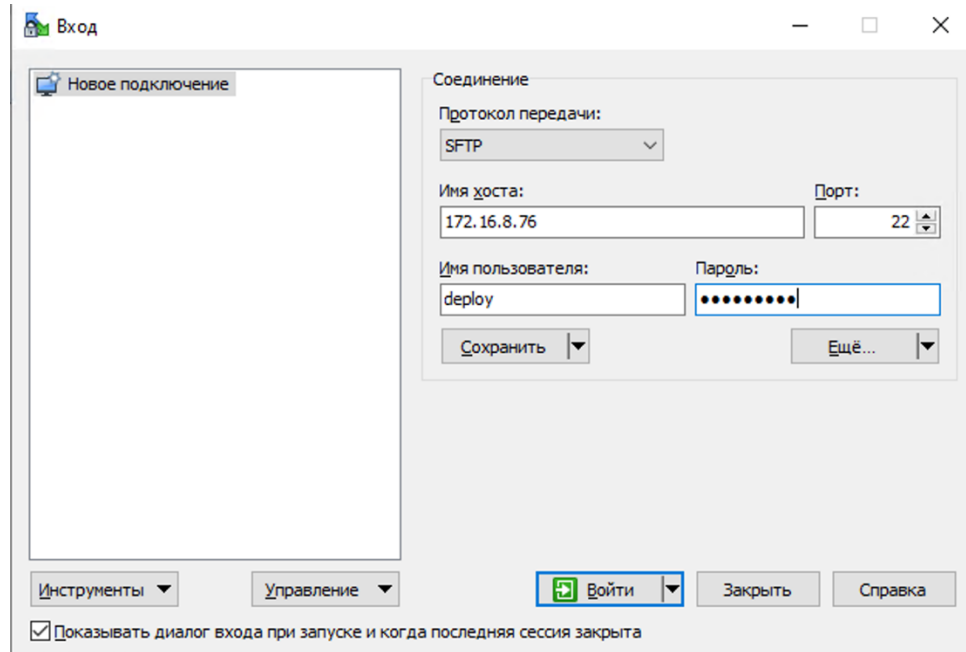 Вход
Новое подключение
Соединение
Протокол передачи:
SFTP
Имя хоста:
Порт:
172.16.8.76
22
Имя пользователя:
Пароль:
deploy
•••••••••
Сохранить
Ещё...
Инструменты
Управление
Войти
Закрыть
Справка
Показывать диалог входа при запуске и когда последняя сессия закрыта